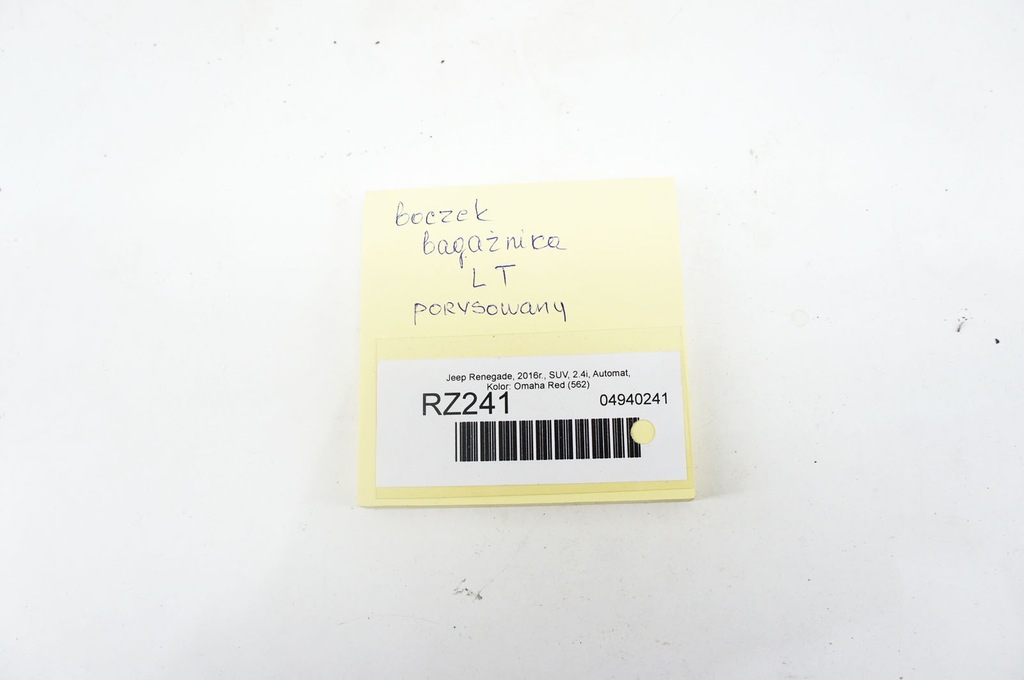 boczek
bagażnika
LT
porysowany
Jeep Renegade, 2016r., SUV, 2.4i, Automat,
Kolor: Omaha Red (562)
RZ241 04940241